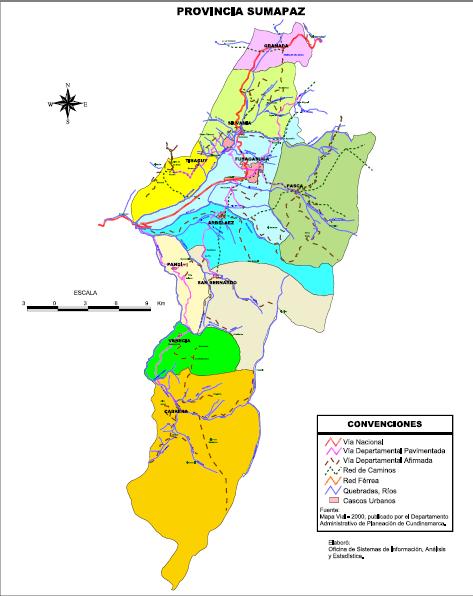 PROVINCIA SUMAPAZ
GRANADA
N
W E
S
SILVANIA
TIBACUY
FUSAGASUGA
PASCA
ARBELAEZ
PANDI
SAN BERNARDO
ESCALA
3 0 3 6 9 Km
VENECIA
CABRERA
CONVENCIONES
Vía Nacional
Vía Departamental Pavimentada
Vía Departamental Afirmada
Red de Caminos
Red Férrea
Quebradas, Ríos
Cascos Urbanos
Fuente:
Mapa Vial - 2000, publicado por el Departamento
Administrativo de Planeación de Cundinamarca.
Elaboró:
Oficina de Sistemas de Información, Análisis
y Estadística.